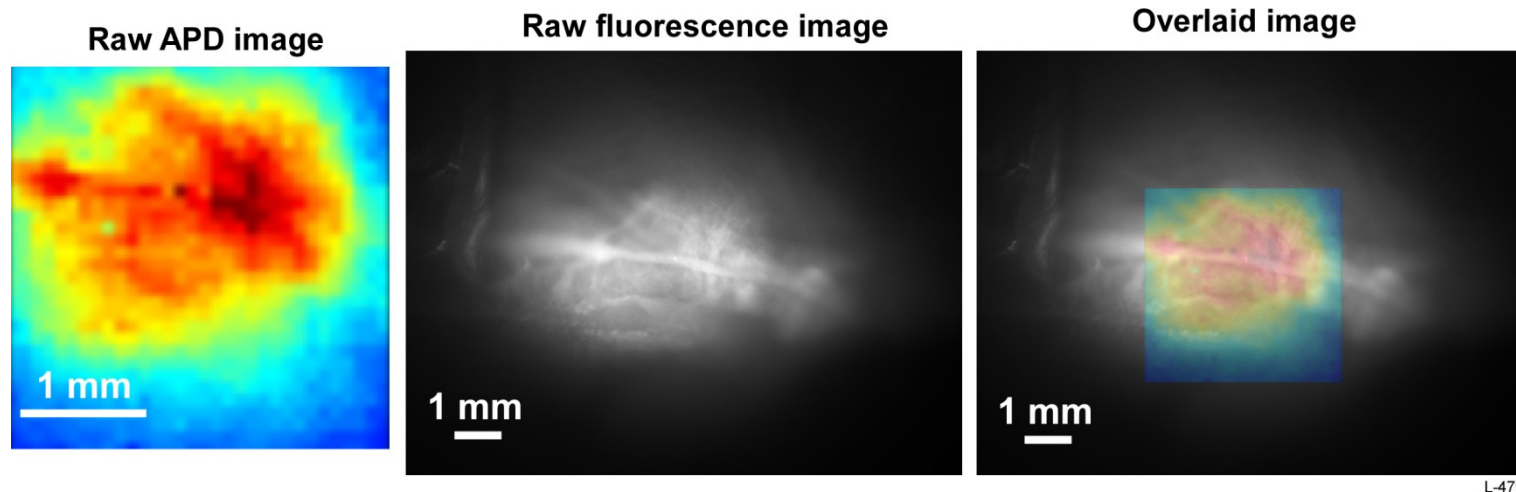 Raw APD image
Raw fluorescence image
Overlaid image
1 mm
1 mm
1 mm
L-47